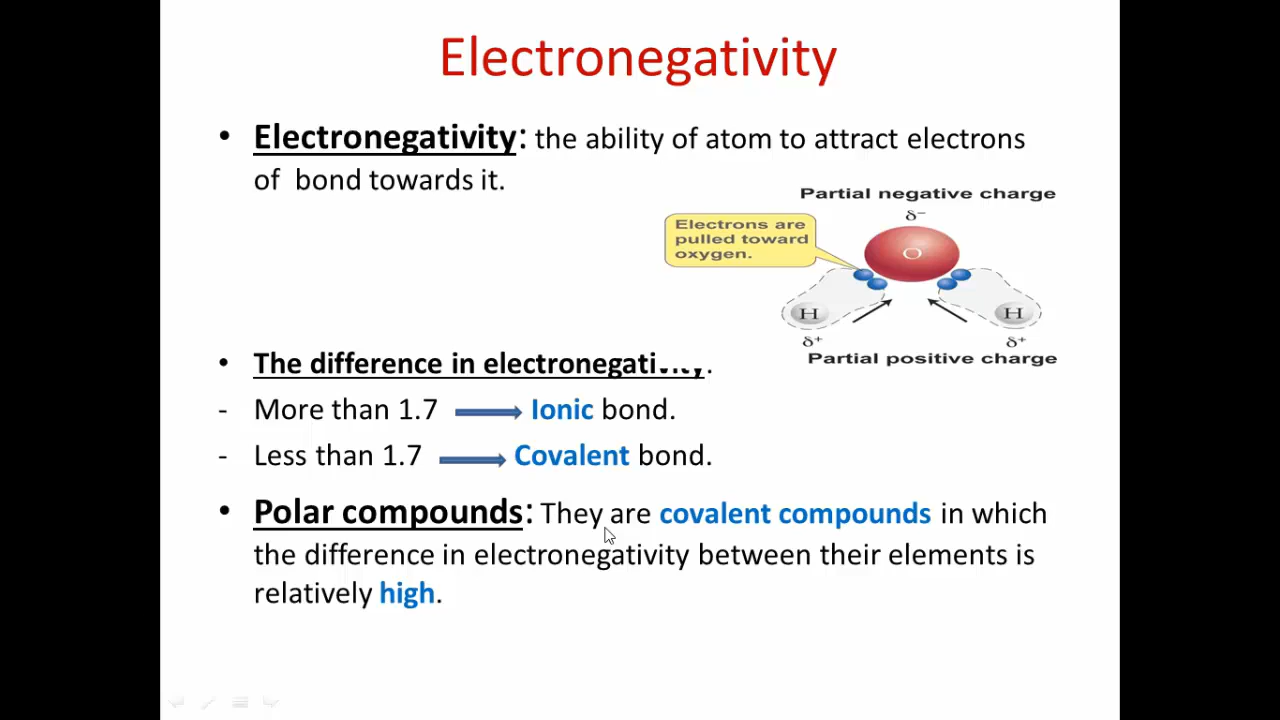 Electronegativity
• Electronegativity: the ability of atom to attract electrons
of bond towards it.
Partial negative charge
δ−
Electrons are
pulled toward
oxygen.
O
H
H
δ+
δ+
Partial positive charge
• The difference in electronegativity.
- More than 1.7 Ionic bond.
- Less than 1.7 Covalent bond.
• Polar compounds: They are covalent compounds in which
the difference in electronegativity between their elements is
relatively high.